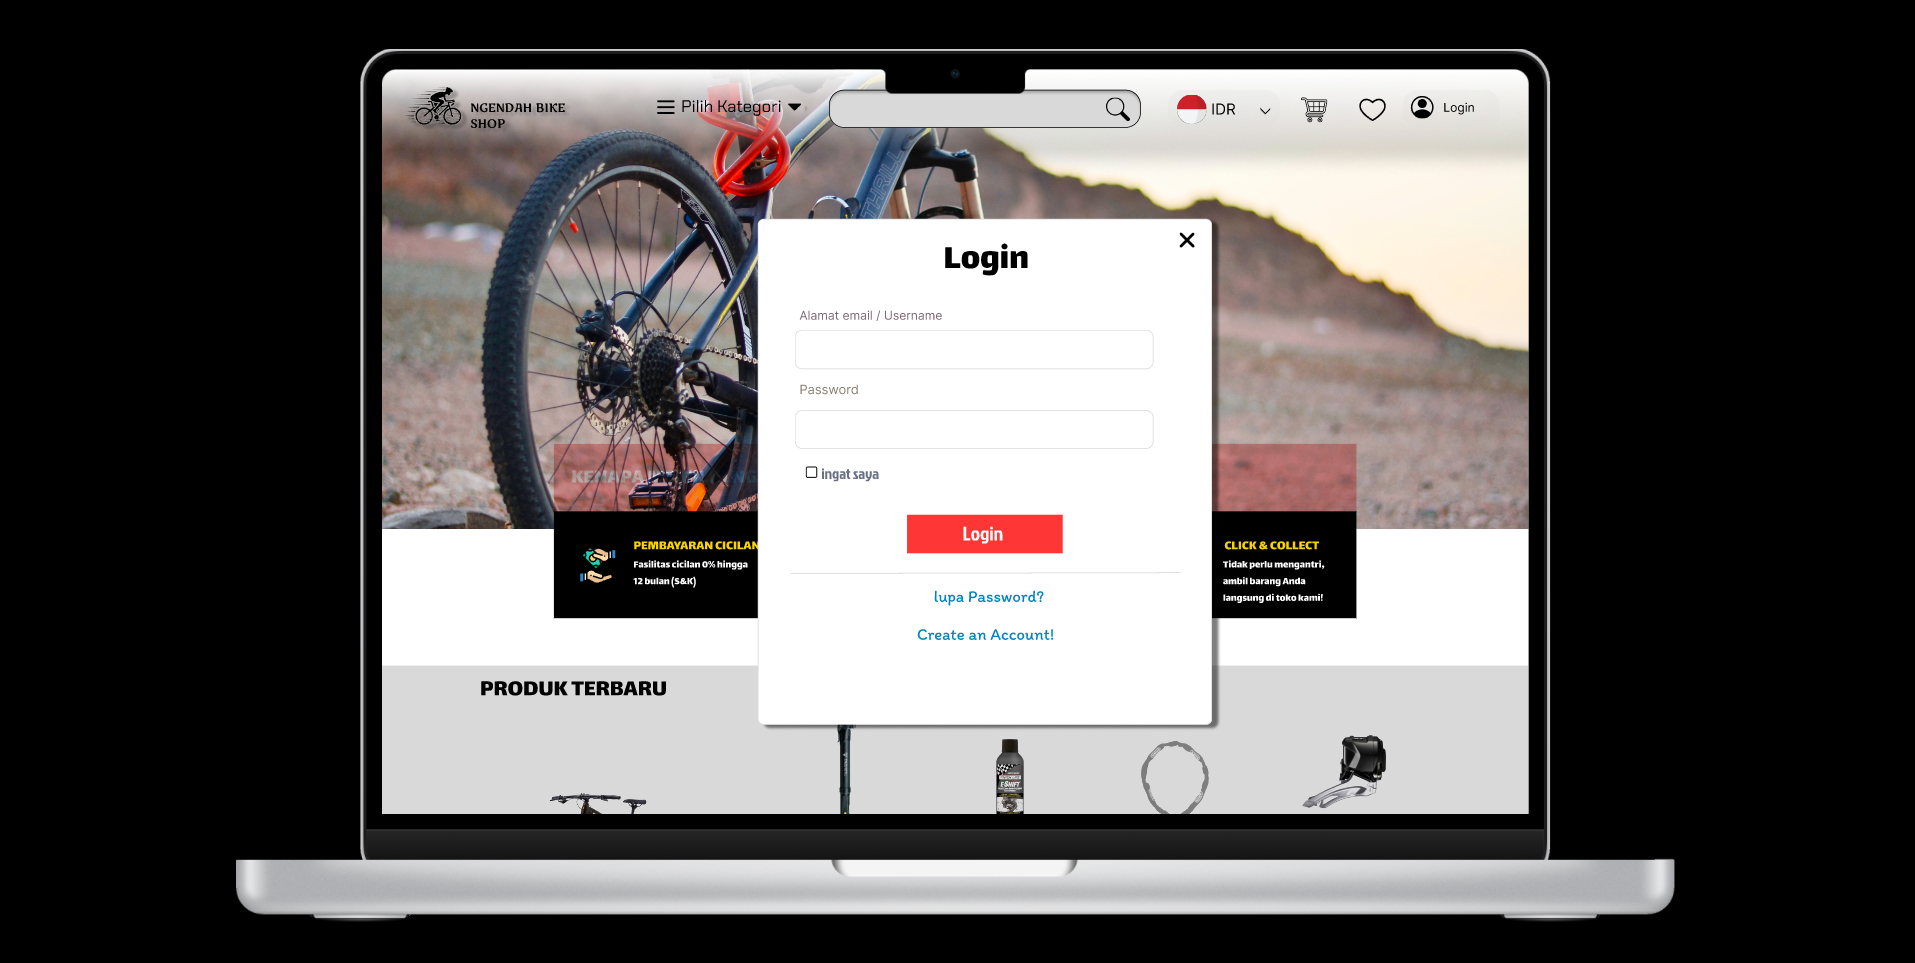 NGENDAH BIKE
SHOP
Pilih Kategori
IDR
Login
THRILL
Login
Alamat email / Username
Password
ingat saya
KENAPA
Login
PEMBAYARAN CICILAN
Fasilitas cicilan 0% hingga
12 bulan (S&K)
CLICK & COLLECT
Tidak perlu mengantri,
ambil barang Anda
langsung di toko kami!
lupa Password?
Create an Account!
PRODUK TERBARU
E-SHIFT